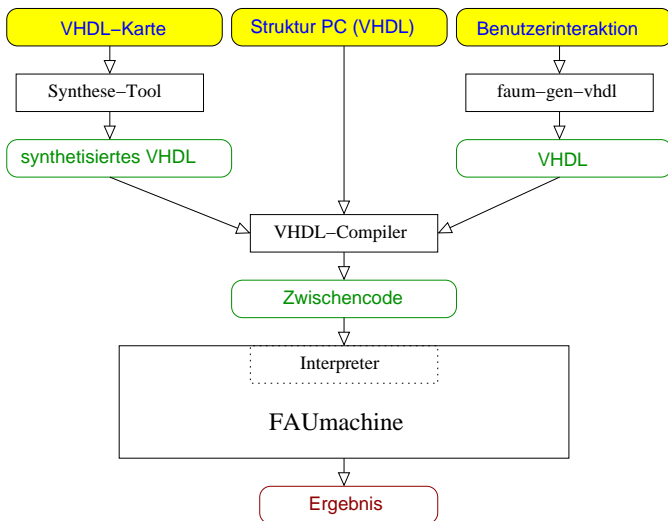 VHDL–Karte
Struktur PC (VHDL)
Benutzerinteraktion
Synthese–Tool
faum–gen–vhdl
synthetisiertes VHDL
VHDL
VHDL–Compiler
Zwischencode
Interpreter
FAUmachine
Ergebnis